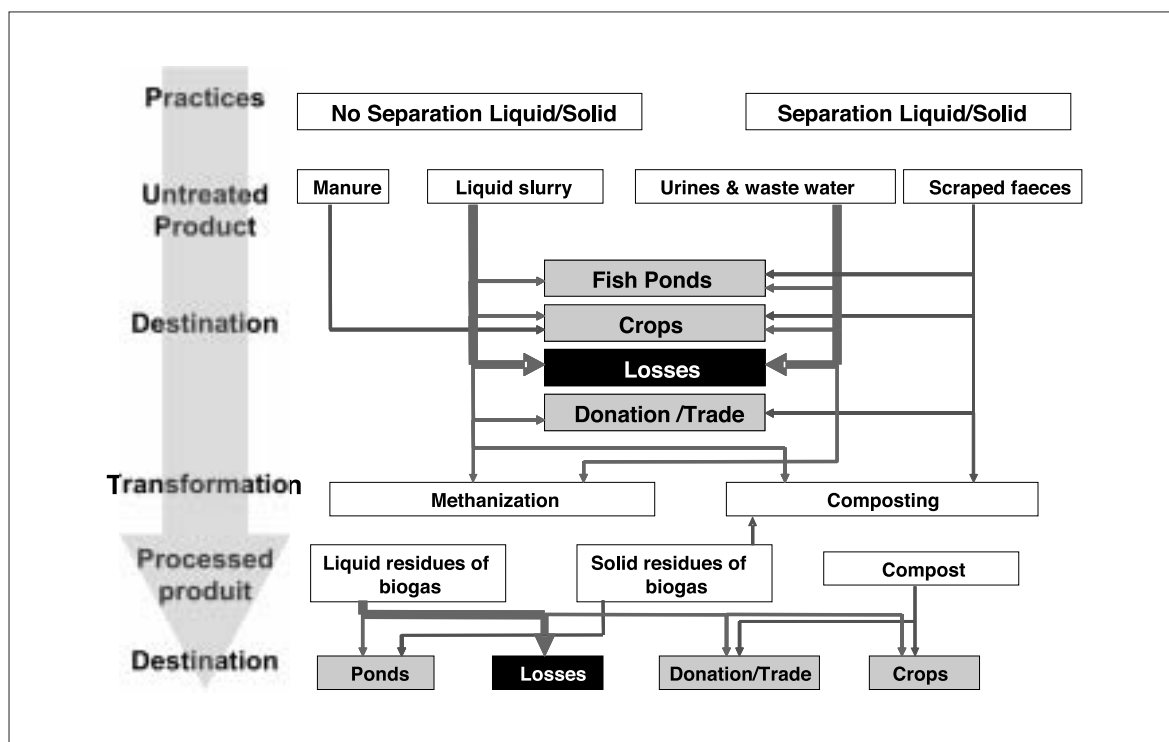 Practices
No Separation Liquid/Solid
Separation Liquid/Solid
Untreated
Product
Manure
Liquid slurry
Urines & waste water
Scraped faeces
Destination
Fish Ponds
Crops
Losses
Donation /Trade
Transformation
Methanization
Composting
Processed
produit
Liquid residues of
biogas
Solid residues of
biogas
Compost
Destination
Ponds
Losses
Donation/Trade
Crops